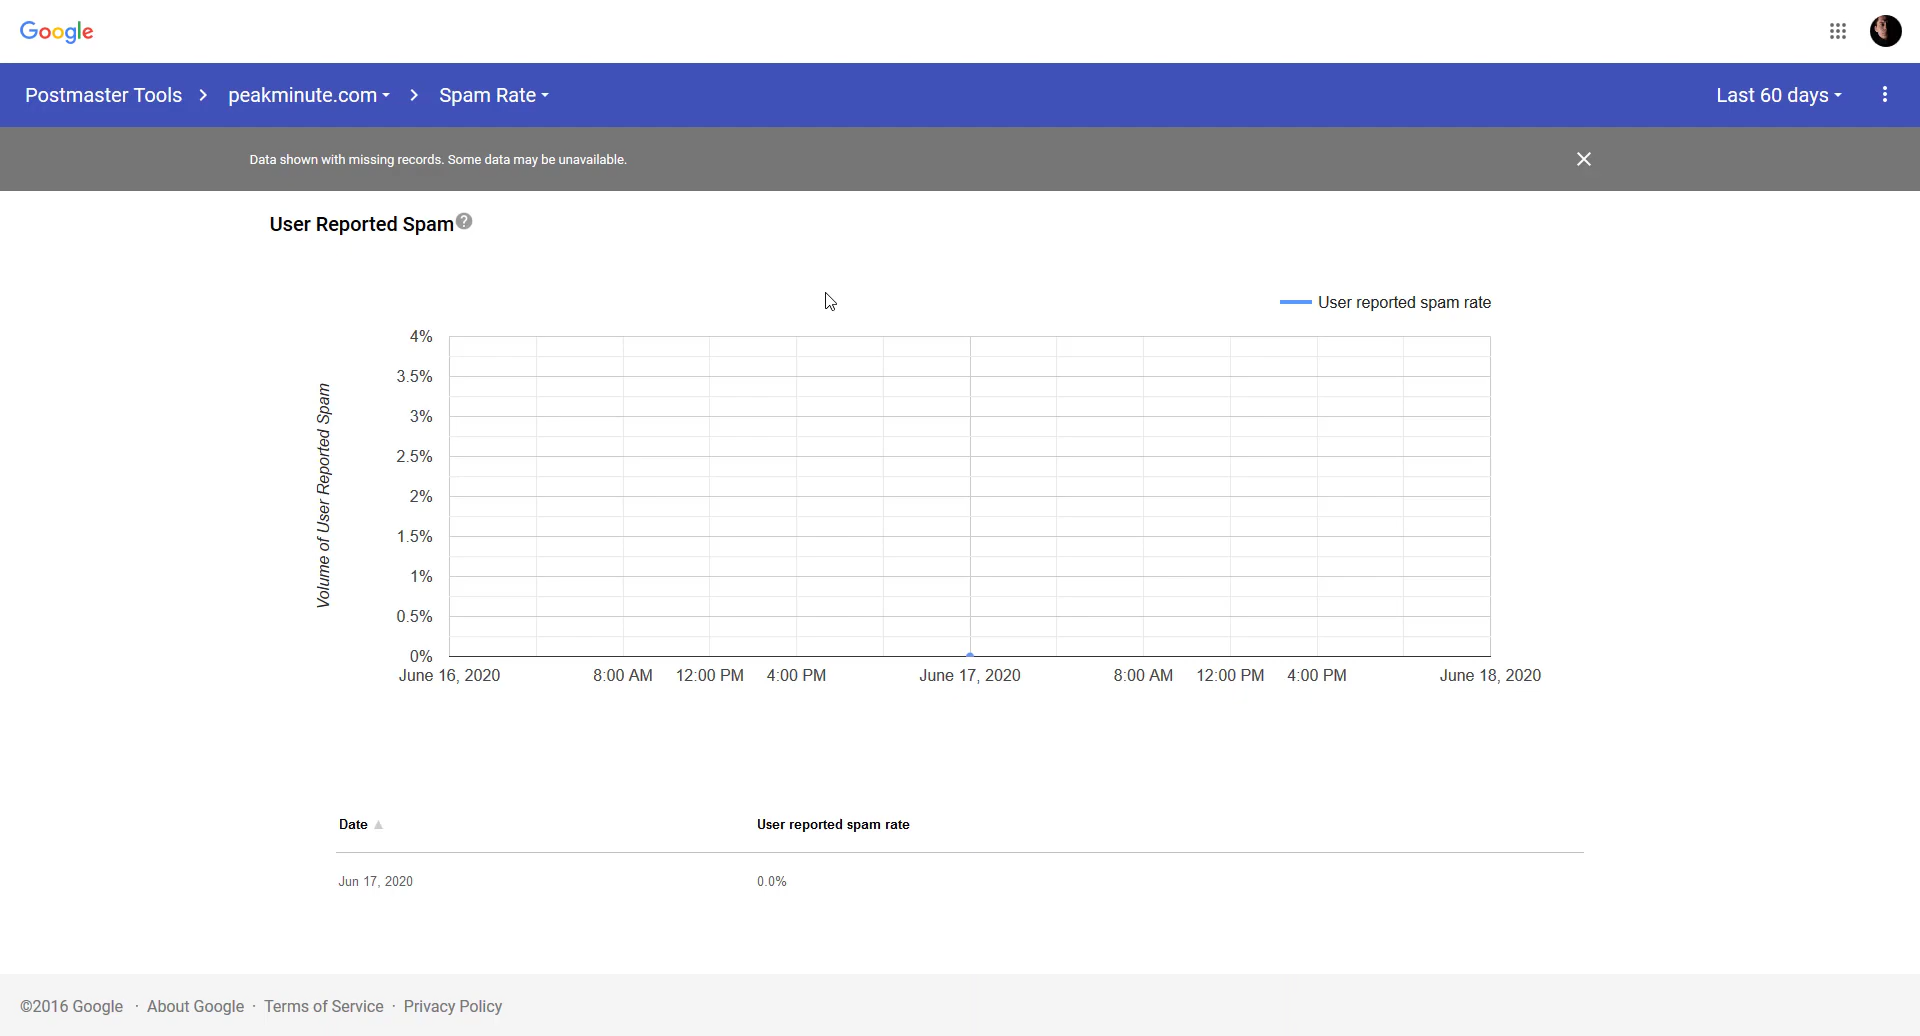 Google
Postmaster Tools > peakminute.com > Spam Rate Last 60 days
Data shown with missing records. Some data may be unavailable.
User Reported Spam ?
User reported spam rate
Volume of User Reported Spam
4%
3.5%
3%
2.5%
2%
1.5%
1%
0.5%
0%
June 16, 2020 8:00 AM 12:00 PM 4:00 PM June 17, 2020 8:00 AM 12:00 PM 4:00 PM June 18, 2020
Date User reported spam rate
Jun 17, 2020 0.0%
©2016 Google · About Google · Terms of Service · Privacy Policy